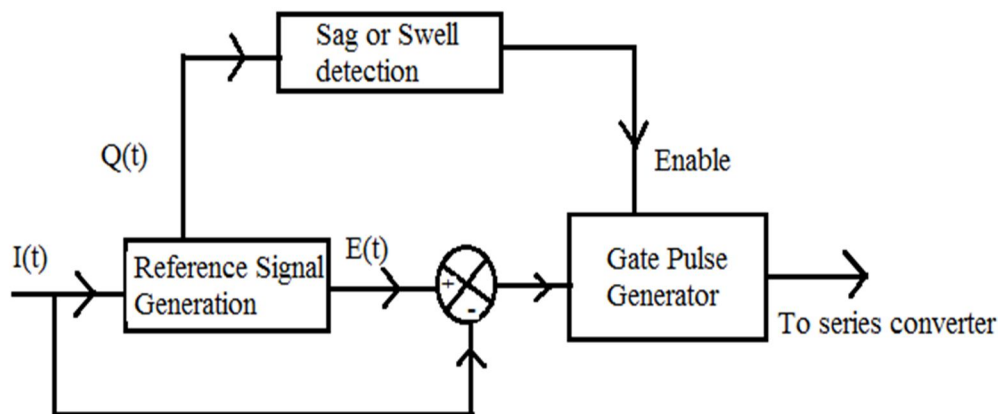 Sag or Swell
detection
Q(t)
Enable
I(t)
Reference Signal
Generation
E(t)
+
-
Gate Pulse
Generator
To series converter